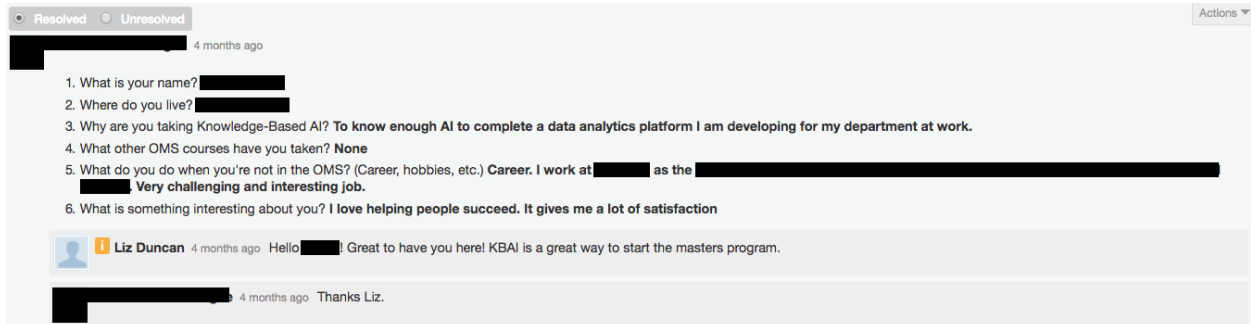 Resolved Unresolved Actions
4 months ago
1. What is your name?
2. Where do you live?
3. Why are you taking Knowledge-Based AI? To know enough AI to complete a data analytics platform I am developing for my department at work.
4. What other OMS courses have you taken? None
5. What do you do when you're not in the OMS? (Career, hobbies, etc.) Career. I work at as the
. Very challenging and interesting job.
6. What is something interesting about you? I love helping people succeed. It gives me a lot of satisfaction
i Liz Duncan 4 months ago Hello ! Great to have you here! KBAI is a great way to start the masters program.
4 months ago Thanks Liz.